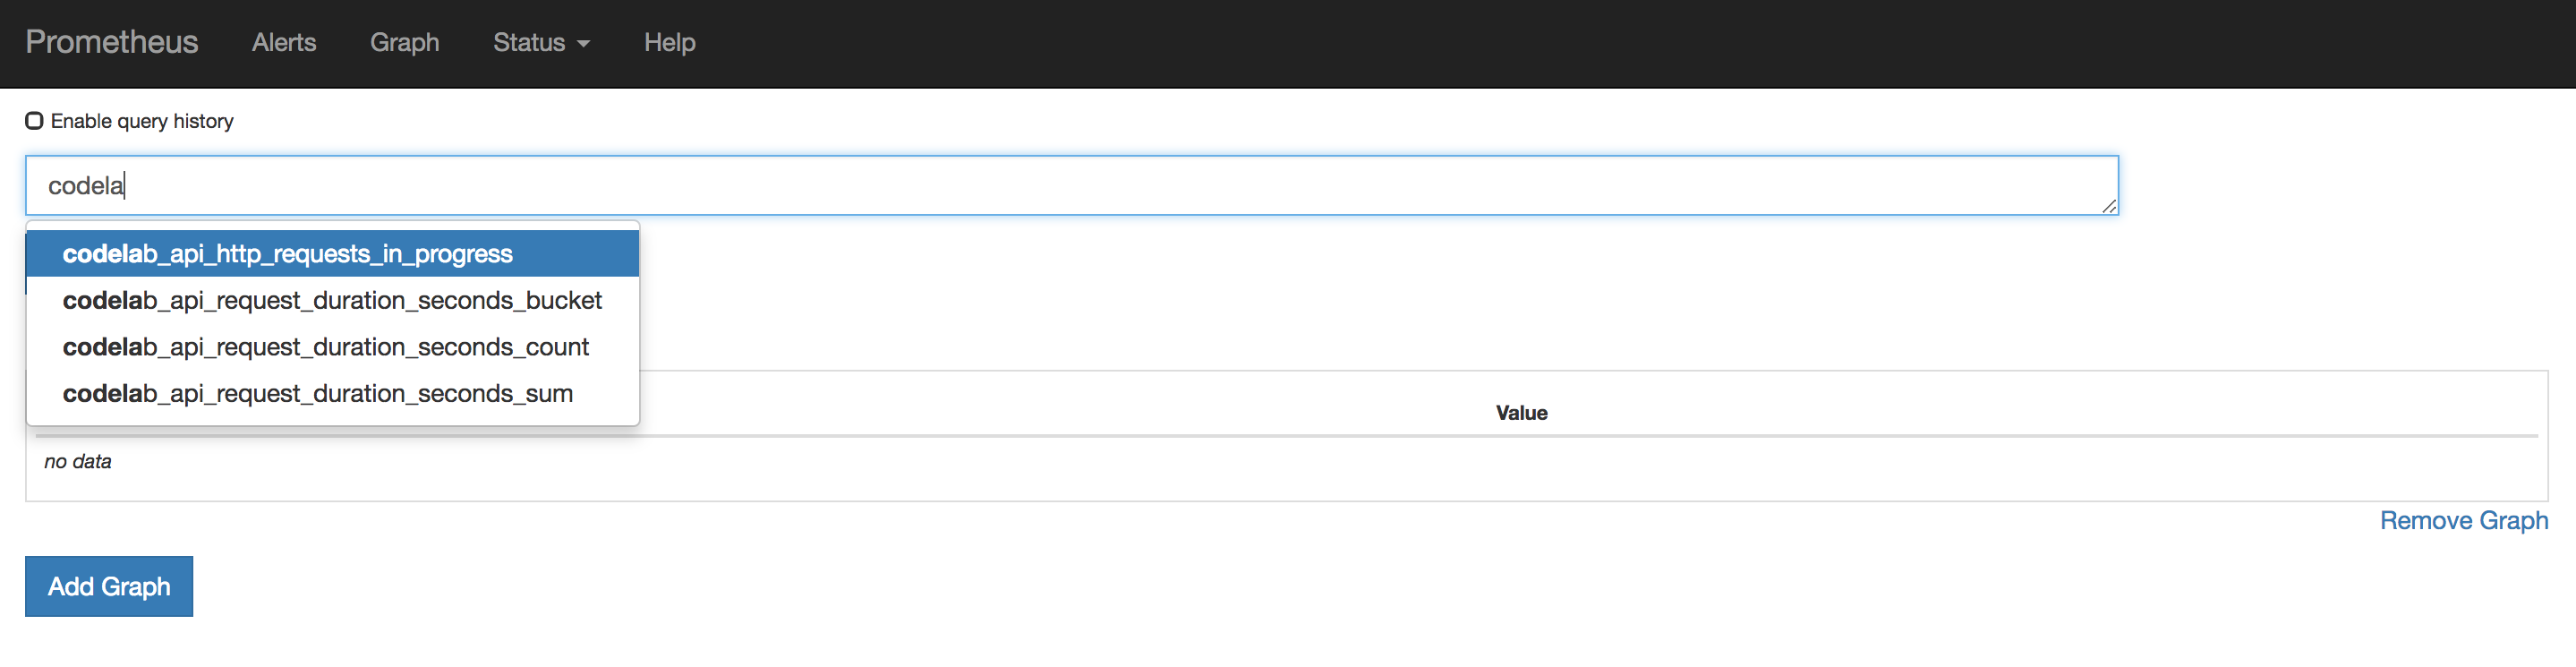 Prometheus Alerts Graph Status Help
Enable query history
codela
codelab_api_http_requests_in_progress
codelab_api_request_duration_seconds_bucket
codelab_api_request_duration_seconds_count
codelab_api_request_duration_seconds_sum
Value
no data
Remove Graph
Add Graph